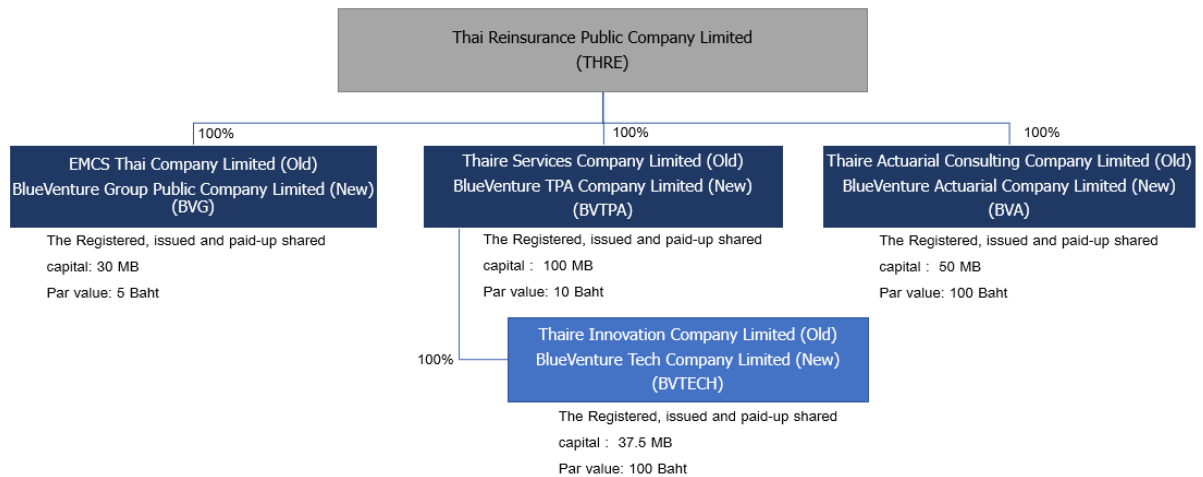 Thai Reinsurance Public Company Limited
(THRE)
100%
100%
100%
EMCS Thai Company Limited (Old)
BlueVenture Group Public Company Limited (New)
(BVG)
The Registered, issued and paid-up shared
capital: 30 MB
Par value: 5 Baht
Thaire Services Company Limited (Old)
BlueVenture TPA Company Limited (New)
(BVTPA)
The Registered, issued and paid-up shared
capital : 100 MB
Par value: 10 Baht
Thaire Actuarial Consulting Company Limited (Old)
BlueVenture Actuarial Company Limited (New)
(BVA)
The Registered, issued and paid-up shared
capital : 50 MB
Par value: 100 Baht
100%
Thaire Innovation Company Limited (Old)
BlueVenture Tech Company Limited (New)
(BVTECH)
The Registered, issued and paid-up shared
capital : 37.5 MB
Par value: 100 Baht